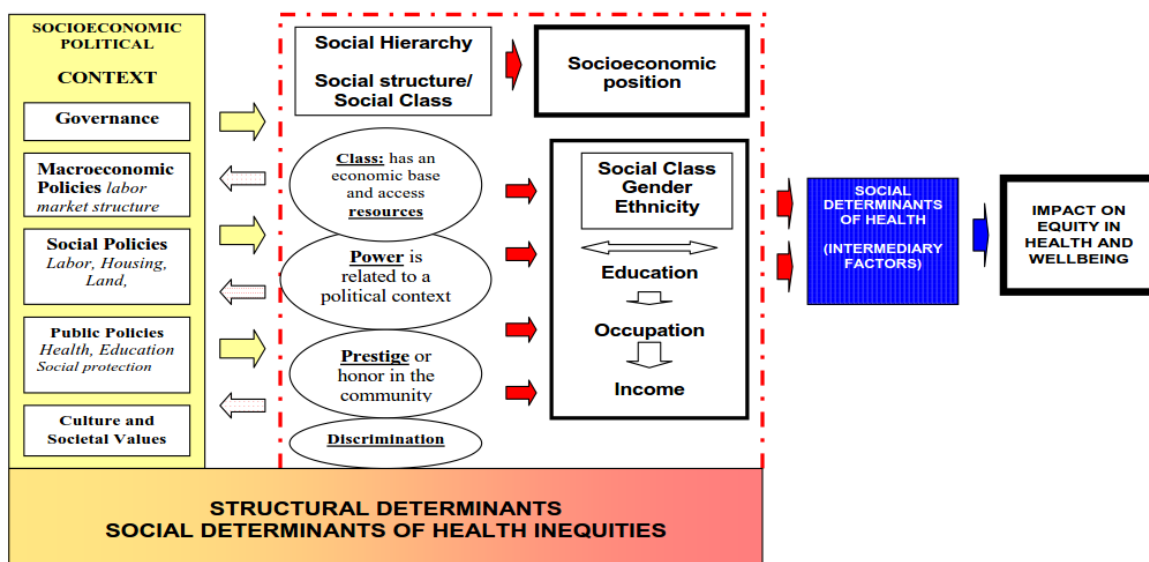 SOCIOECONOMIC
POLITICAL
CONTEXT
Governance
Macroeconomic
Policies labor
market structure
Social Policies
Labor, Housing,
Land,
Public Policies
Health, Education
Social protection
Culture and
Societal Values
Social Hierarchy
Social structure/
Social Class
Class: has an
economic base
and access
resources
Power is
related to a
political context
Prestige or
honor in the
community
Discrimination
Socioeconomic
position
Social Class
Gender
Ethnicity
Education
Occupation
Income
SOCIAL
DETERMINANTS
OF HEALTH
(INTERMEDIARY
FACTORS)
IMPACT ON
EQUITY IN
HEALTH AND
WELLBEING
STRUCTURAL DETERMINANTS
SOCIAL DETERMINANTS OF HEALTH INEQUITIES